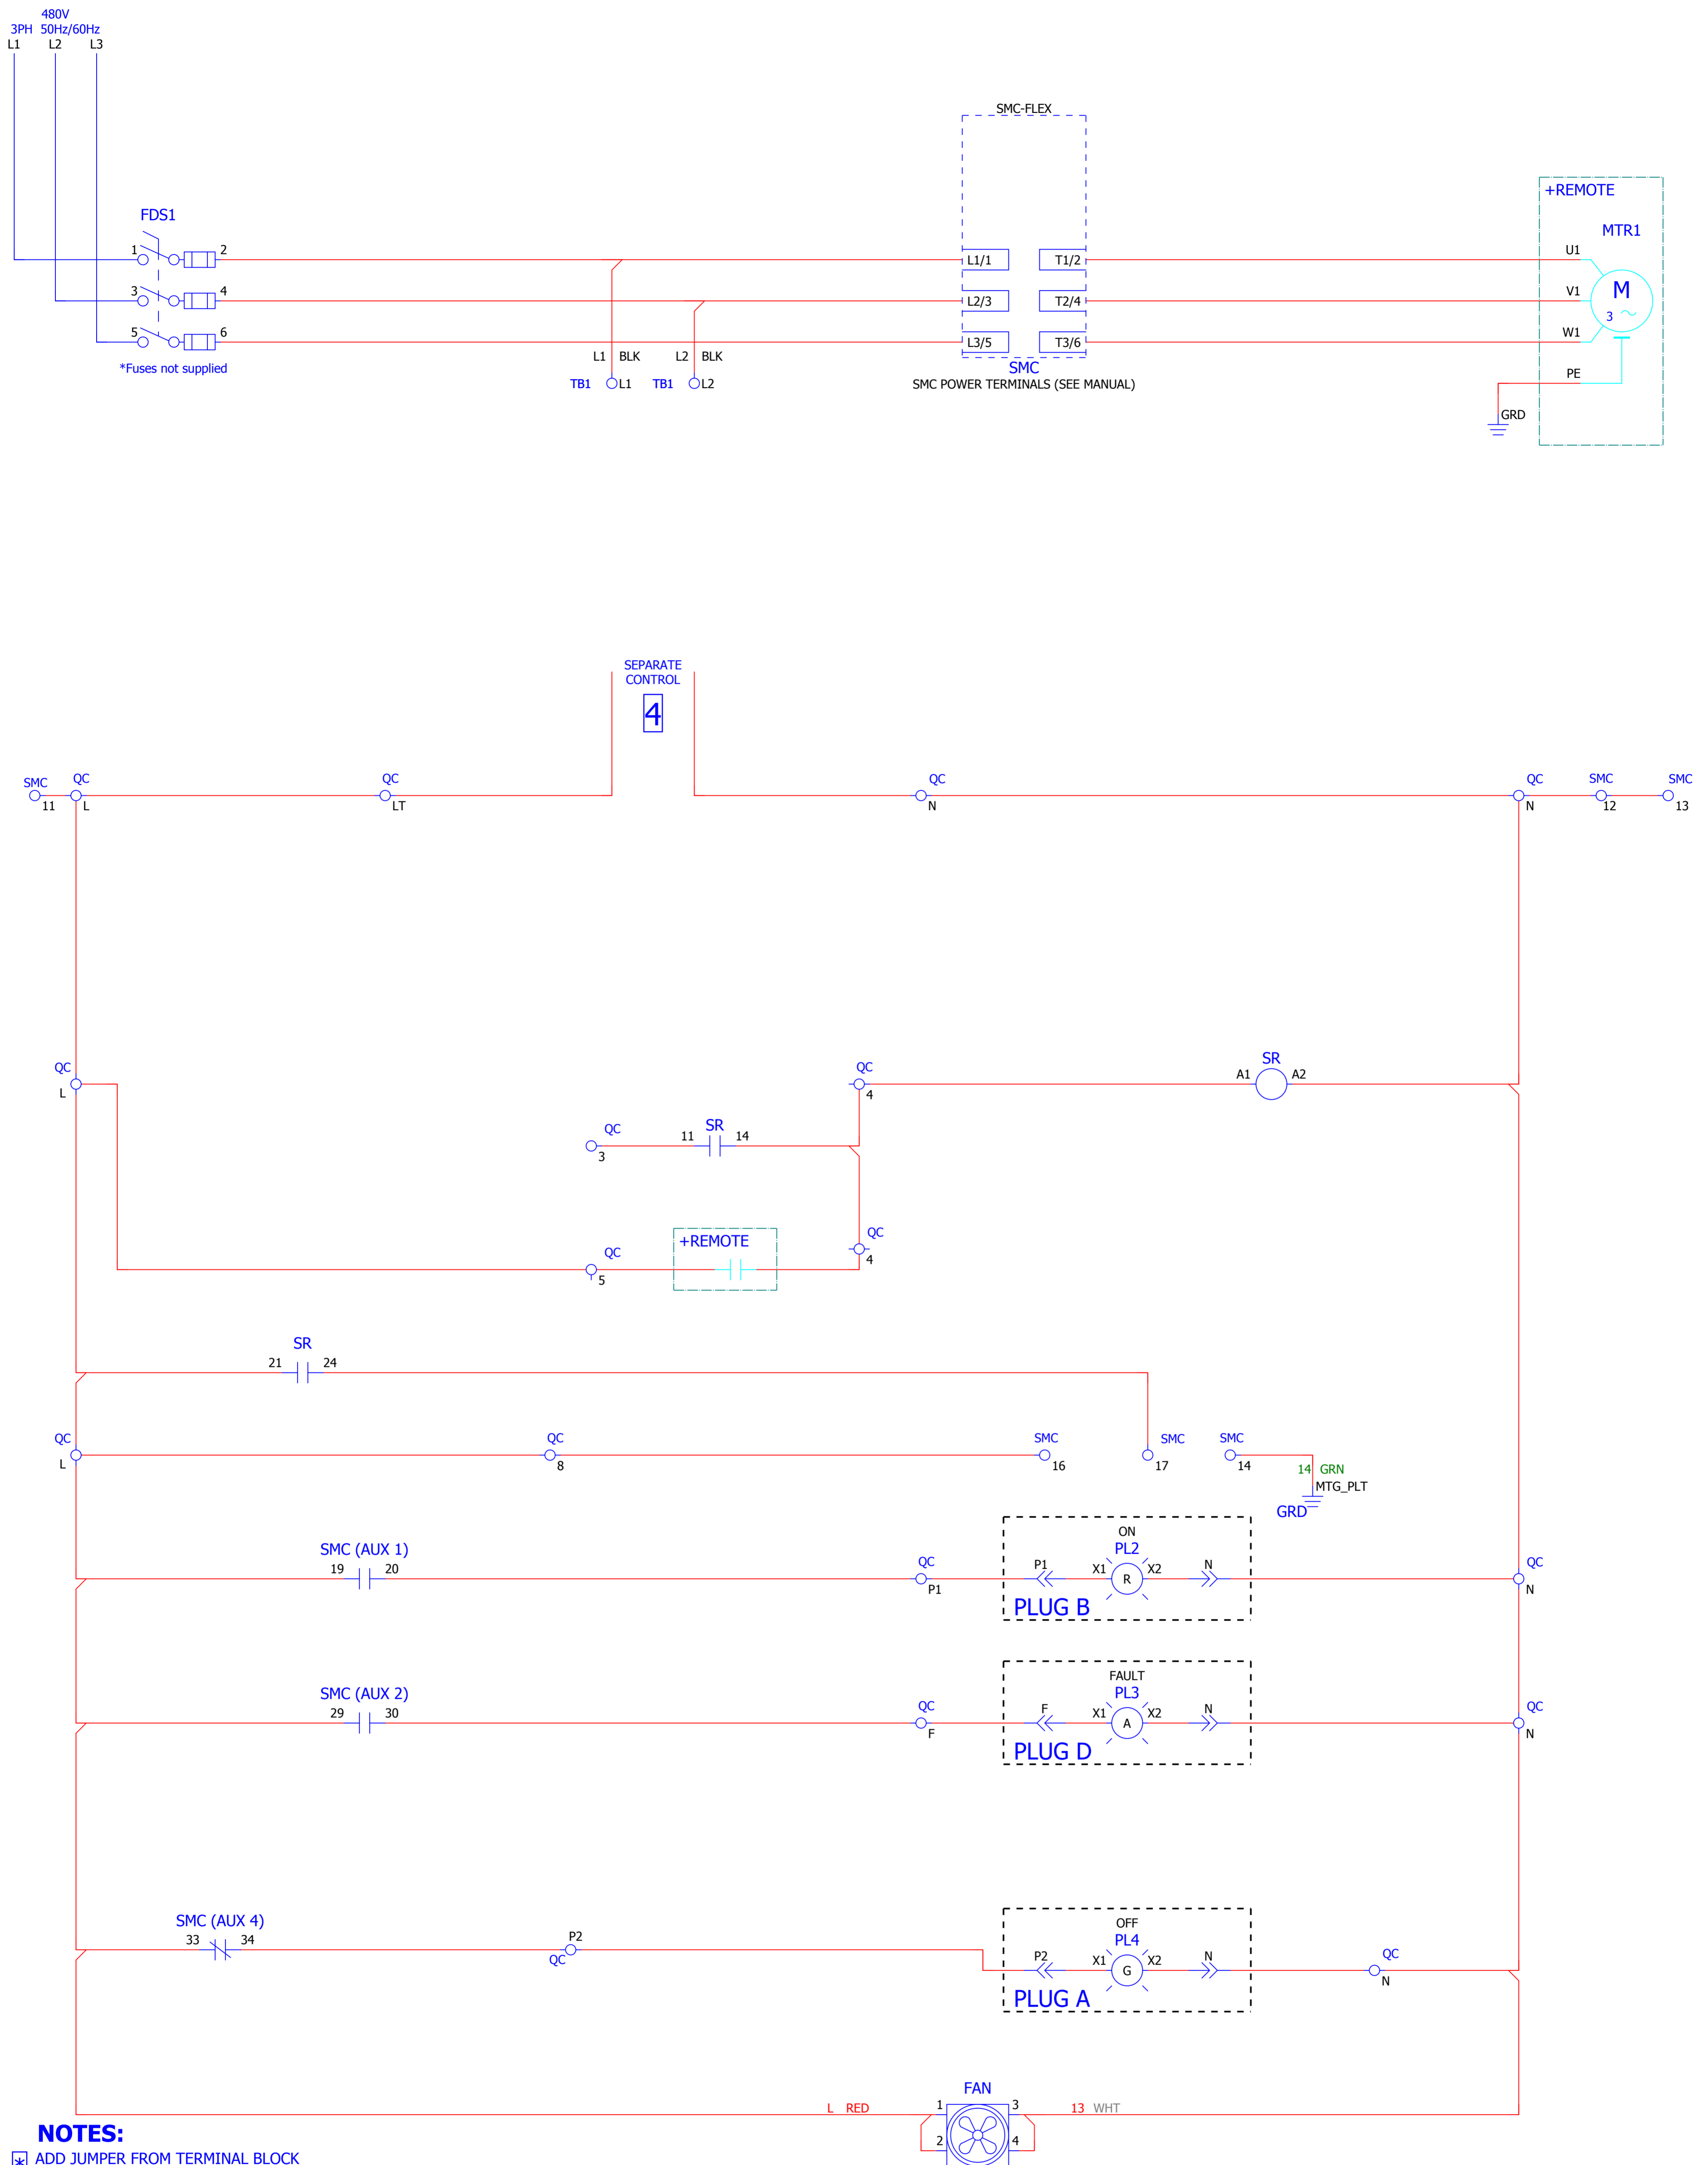 480V
3PH 50Hz/60Hz
L1 L2 L3
SMC-FLEX
+REMOTE
MTR1
FDS1
1 2
L1/1 T1/2
U1
3 4
L2/3 T2/4
V1
M
3
5 6
L3/5 T3/6
W1
*Fuses not supplied
L1 BLK L2 BLK
TB1 L1 TB1 L2
SMC
SMC POWER TERMINALS (SEE MANUAL)
PE
GRD
SEPARATE
CONTROL
4
SMC QC QC QC QC SMC SMC
11 L LT N N 12 13
QC QC SR
L 4 A1 A2
QC SR
3 11 14
QC +REMOTE QC
5 4
SR
21 24
QC QC SMC SMC SMC
L 8 16 17 14
14 GRN
MTG_PLT
GRD
SMC (AUX 1)
19 20
QC
P1
ON
PL2
P1 X1 R X2 N
PLUG B
QC
N
SMC (AUX 2)
29 30
QC
F
FAULT
PL3
F X1 A X2 N
PLUG D
QC
N
SMC (AUX 4)
33 34
P2
QC
OFF
PL4
P2 X1 G X2 N
PLUG A
QC
N
FAN
L RED 1 3 13 WHT
2 4
NOTES:
* ADD JUMPER FROM TERMINAL BLOCK